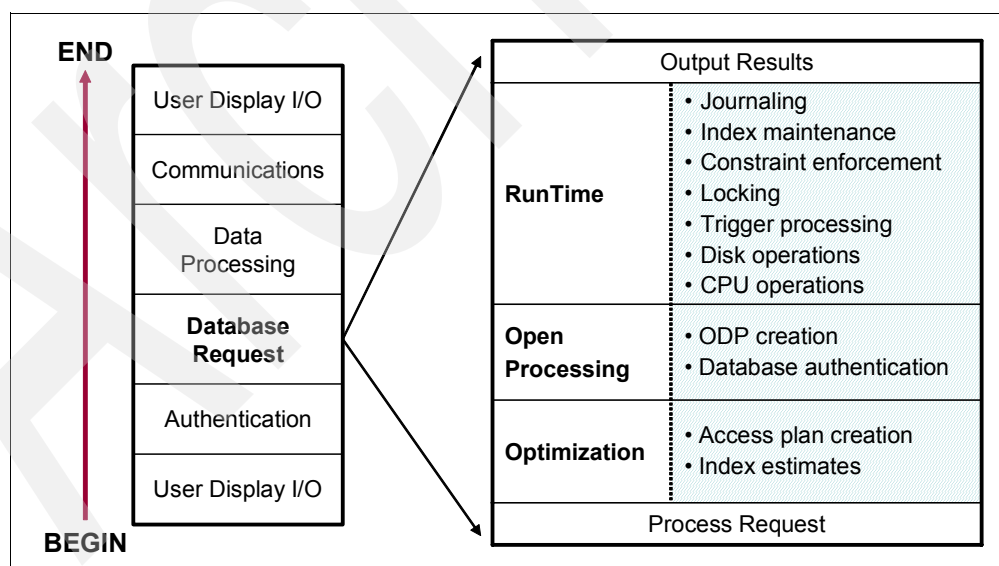 END
User Display I/O
Communications
Data
Processing
Database
Request
Authentication
User Display I/O
BEGIN
Output Results
RunTime
• Journaling
• Index maintenance
• Constraint enforcement
• Locking
• Trigger processing
• Disk operations
• CPU operations
Open
Processing
• ODP creation
• Database authentication
Optimization
• Access plan creation
• Index estimates
Process Request